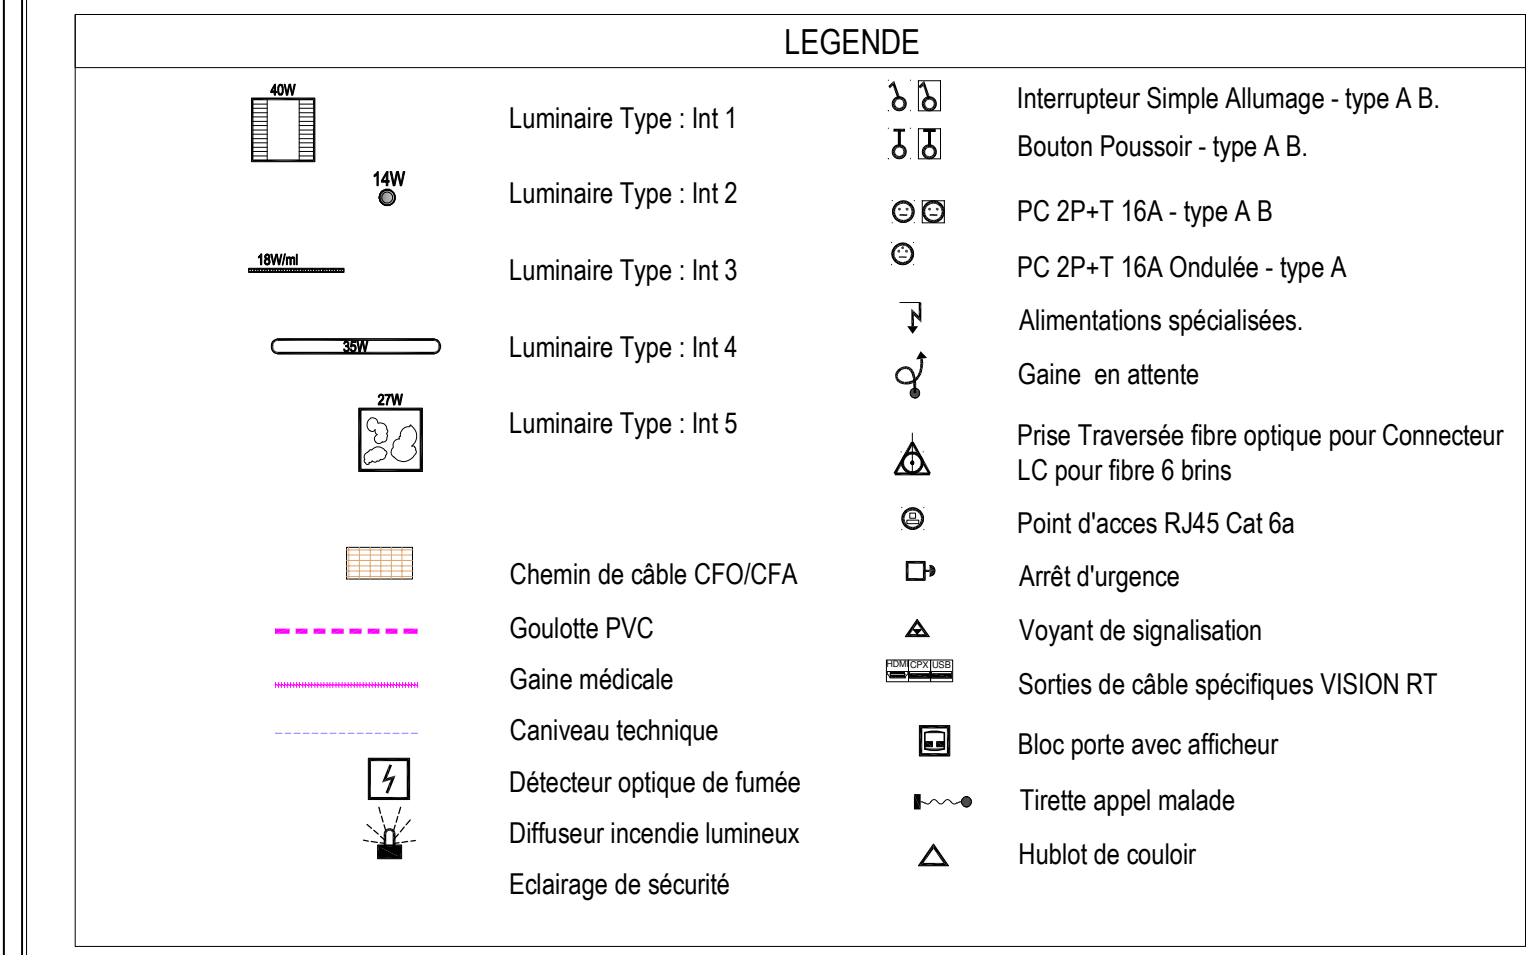 LEGENDE
40W
Luminaire Type : Int 1
14W
Luminaire Type : Int 2
18W/ml
Luminaire Type : Int 3
35W
Luminaire Type : Int 4
27W
Luminaire Type : Int 5
Chemin de câble CFO/CFA
Goulotte PVC
Gaine médicale
Caniveau technique
Détecteur optique de fumée
Diffuseur incendie lumineux
Eclairage de sécurité
Interrupteur Simple Allumage - type A B.
Bouton Poussoir - type A B.
PC 2P+T 16A - type A B
PC 2P+T 16A Ondulée - type A
Alimentations spécialisées.
Gaine en attente
Prise Traversée fibre optique pour Connecteur
LC pour fibre 6 brins
Point d'acces RJ45 Cat 6a
Arrêt d'urgence
Voyant de signalisation
HDMI CPX USB
Sorties de câble spécifiques VISION RT
Bloc porte avec afficheur
Tirette appel malade
Hublot de couloir